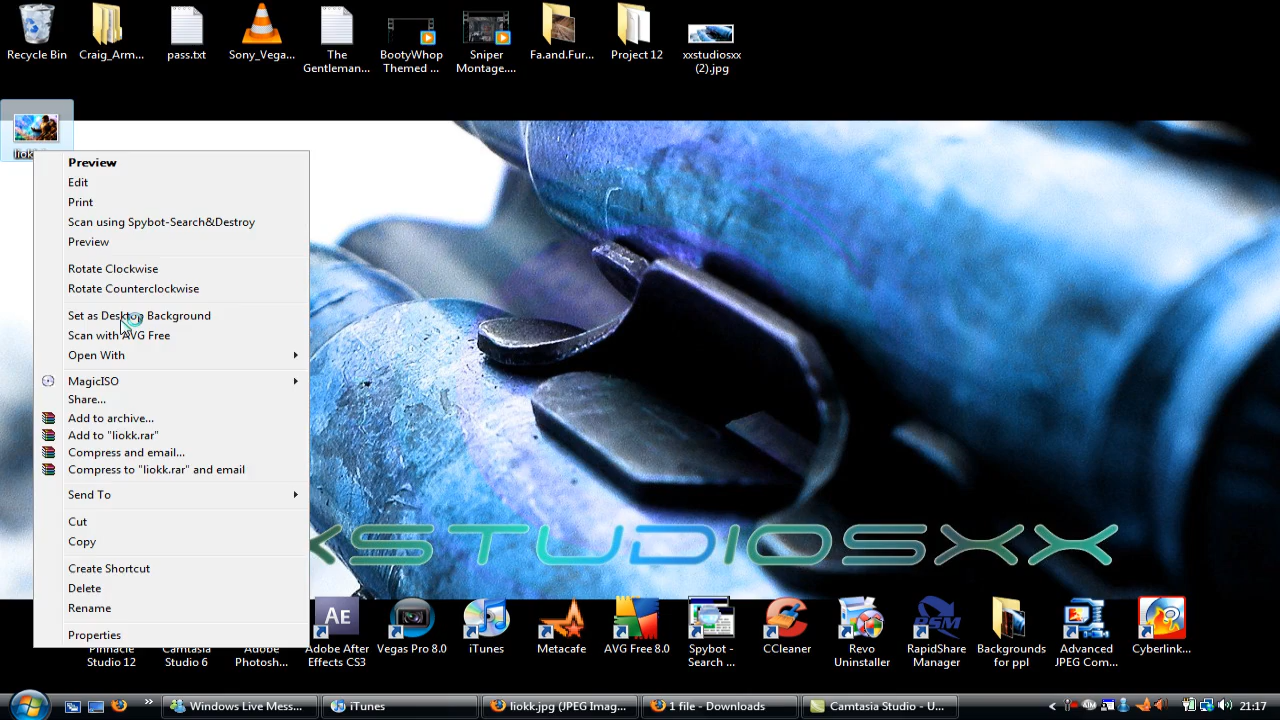 Recycle Bin
Craig_Arm...
pass.txt
Sony_Vega...
The
Gentleman...
BootyWhop
Themed ...
Sniper
Montage....
Fa.and.Fur...
Project 12
xxstudiosxx
(2).jpg
Preview
Edit
Print
Scan using Spybot-Search&Destroy
Preview
Rotate Clockwise
Rotate Counterclockwise
Set as Desktop Background
Scan with AVG Free
Open With
MagicISO
Share...
Add to archive...
Add to "liokk.rar"
Compress and email...
Compress to "liokk.rar" and email
Send To
Cut
Copy
Create Shortcut
Delete
Rename
Properties
XSTUDIOSXX
AE
Pinnacle
Studio 12
Camtasia
Studio 6
Adobe
Photosh...
Adobe After
Effects CS3
Vegas Pro 8.0
iTunes
Metacafe
AVG Free 8.0
Spybot -
Search ...
CCleaner
Revo
Uninstaller
RSM
RapidShare
Manager
Backgrounds
for ppl
Advanced
JPEG Com...
Cyberlink...
Windows Live Mess...
iTunes
liokk.jpg (JPEG Imag...
1 file - Downloads
Camtasia Studio - U...
21:17